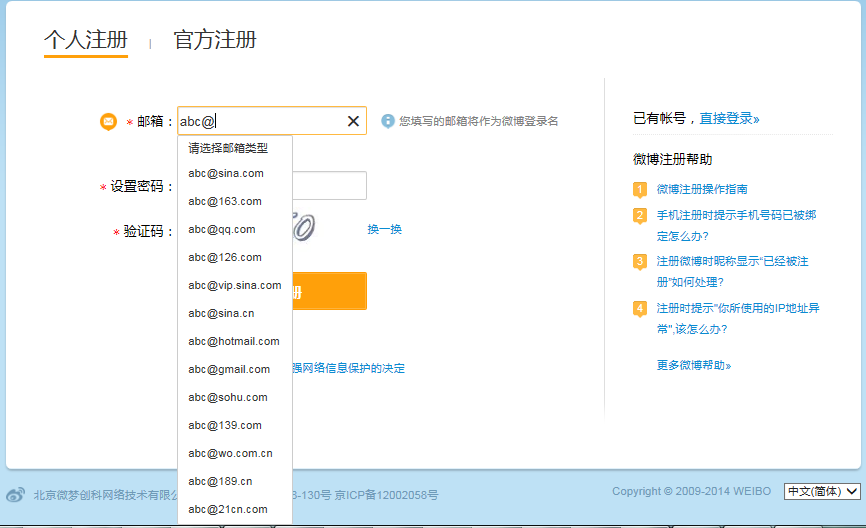 个人注册 | 官方注册
* 邮箱：
abc@
您填写的邮箱将作为微博登录名
请选择邮箱类型
abc@sina.com
abc@163.com
abc@qq.com
abc@126.com
abc@vip.sina.com
abc@sina.cn
abc@hotmail.com
abc@gmail.com
abc@sohu.com
abc@139.com
abc@wo.com.cn
abc@189.cn
abc@21cn.com
* 设置密码：
* 验证码：
换一换
册
强网络信息保护的决定
已有帐号，直接登录»
微博注册帮助
1 微博注册操作指南
2 手机注册时提示手机号码已被绑
定怎么办?
3 注册微博时昵称显示“已经被注
册”如何处理?
4 注册时提示"你所使用的IP地址异
常",该怎么办?
更多微博帮助»
北京微梦创科网络技术有限公
-130号 京ICP备12002058号
Copyright © 2009-2014 WEIBO
中文(简体)